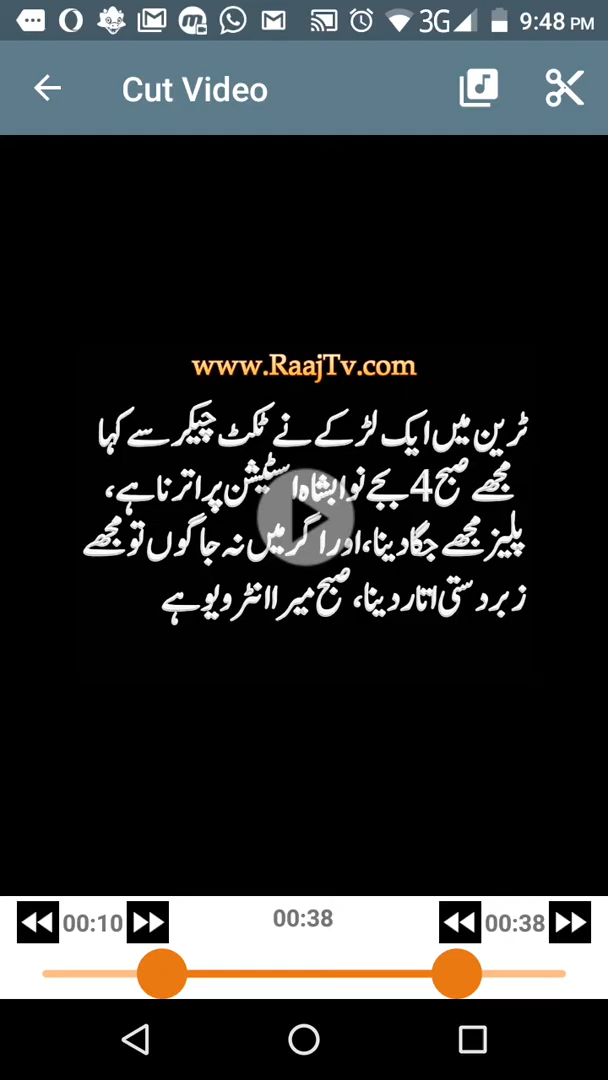 3G 9:48 PM
Cut Video
www.RaajTv.com
ٹرین میں ایک لڑکے نے ٹکٹ چیکر سے کہا
مجھے صبح 4 بجے نوابشاہ اسٹیشن پر اترنا ہے،
پلیز مجھے جگا دینا، اور اگر میں نہ جاگوں تو مجھے
زبردستی اتار دینا، صبح میرا انٹرویو ہے
00:10 00:38 00:38